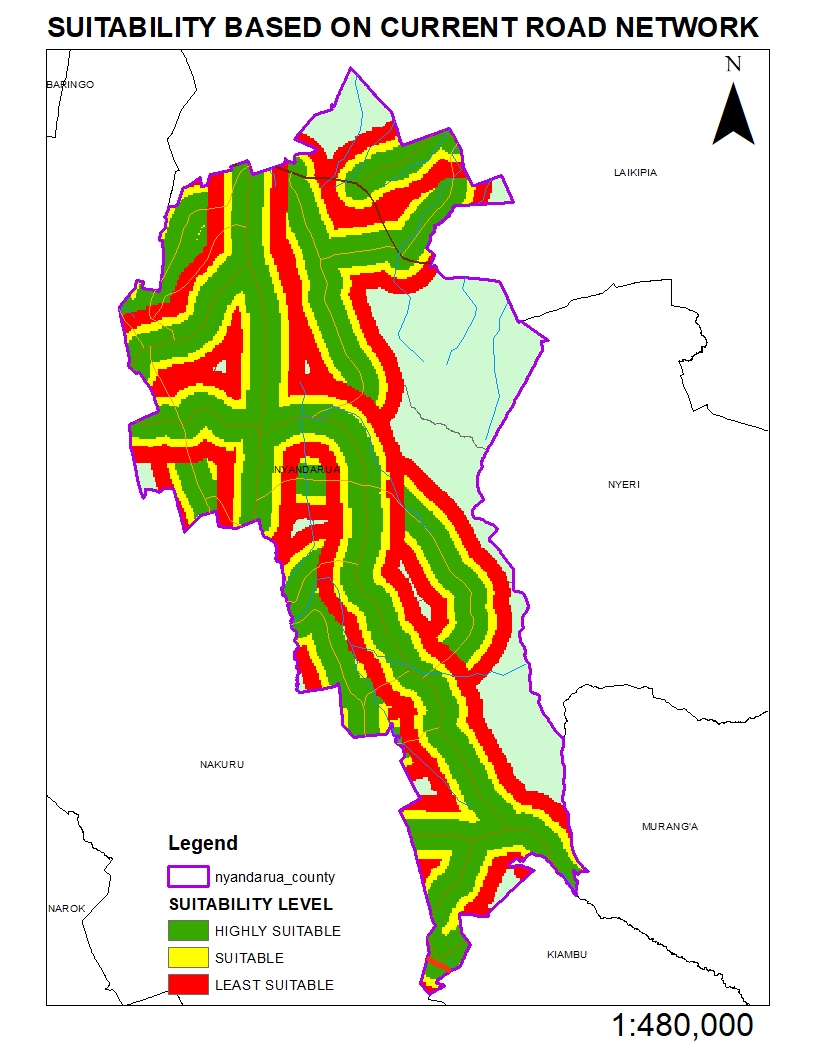 SUITABILITY BASED ON CURRENT ROAD NETWORK
N
BARINGO
LAIKIPIA
NYANDARUA
NYERI
NAKURU
MURANG'A
Legend
nyandarua_county
SUITABILITY LEVEL
NAROK
HIGHLY SUITABLE
SUITABLE
KIAMBU
LEAST SUITABLE
1:480,000